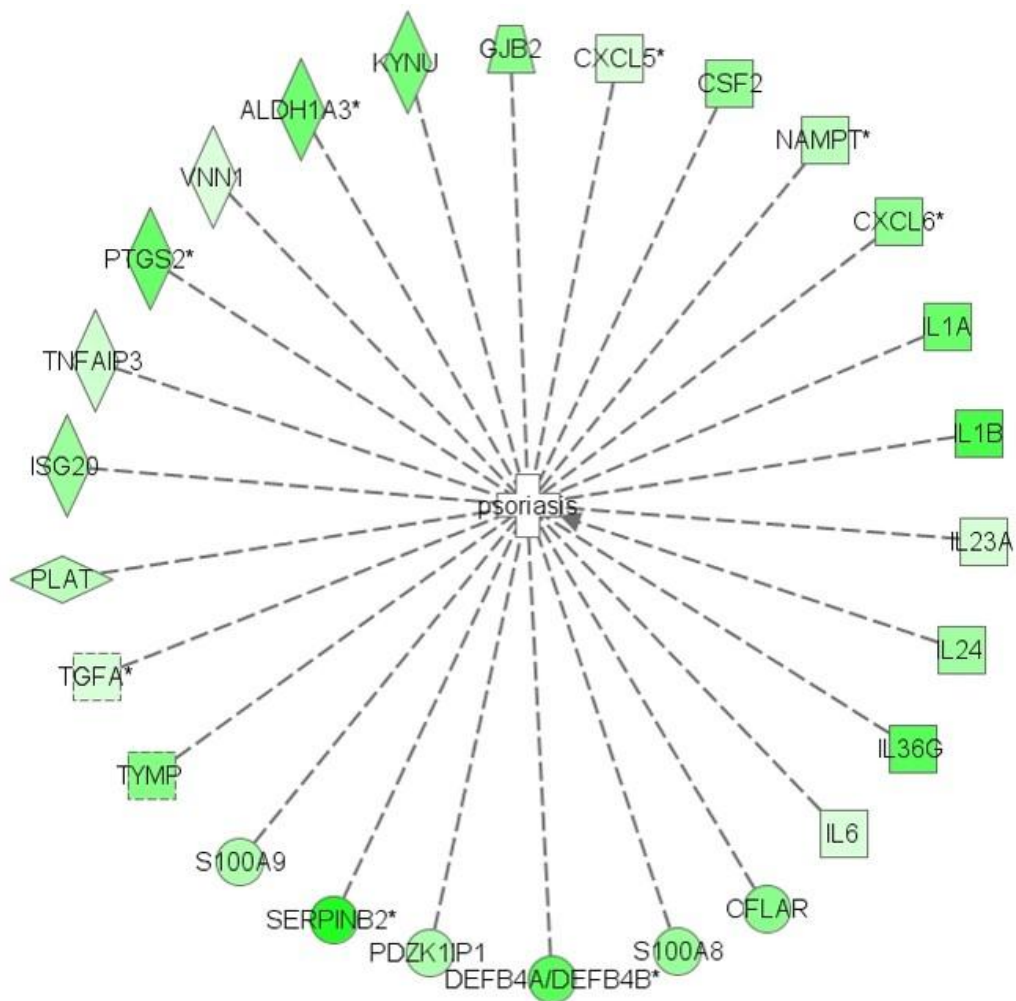 GJB2
CXCL5*
CSF2
NAMPT*
CXCL6*
IL1A
IL1B
IL23A
IL24
IL36G
IL6
OFLAR
S100A8
DEFB4A/DEFB4B*
PDZK1IP1
SERPINB2*
S100A9
TYMP
TGFA*
PLAT
ISG20
TNFAIP3
PTGS2*
VNN1
ALDH1A3*
KYNU
psoriasis